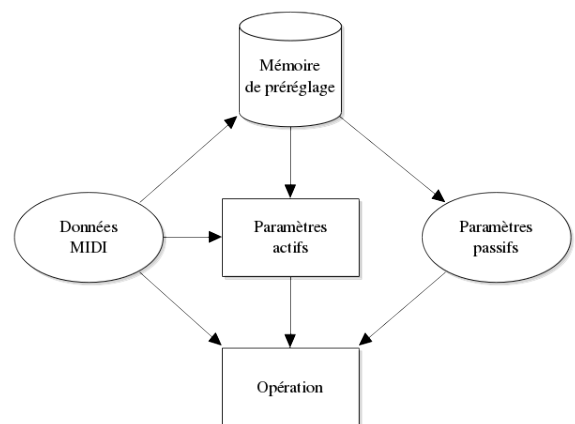 Mémoire
de préréglage
Données
MIDI
Paramètres
actifs
Paramètres
passifs
Opération